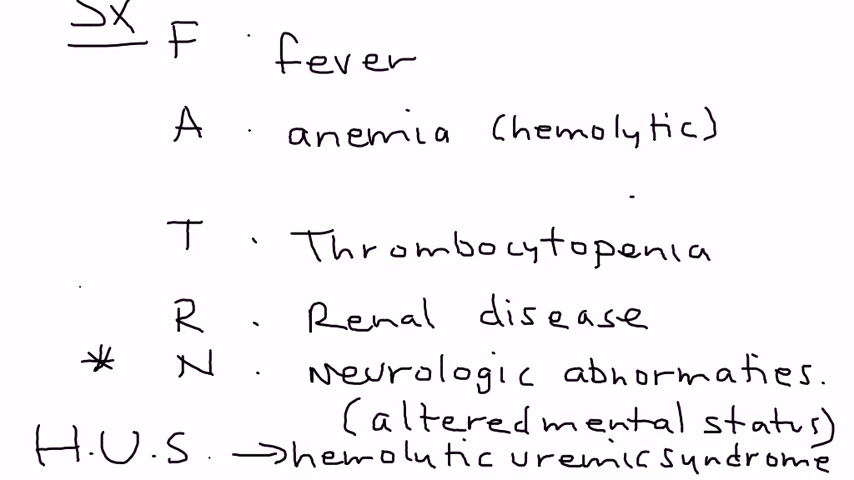 Sx F . fever
A . anemia (hemolytic)
T . Thrombocytopenia
R . Renal disease
* N . Neurologic abnormaties.
(altered mental status)
H.U.S. → hemolytic uremic syndrome